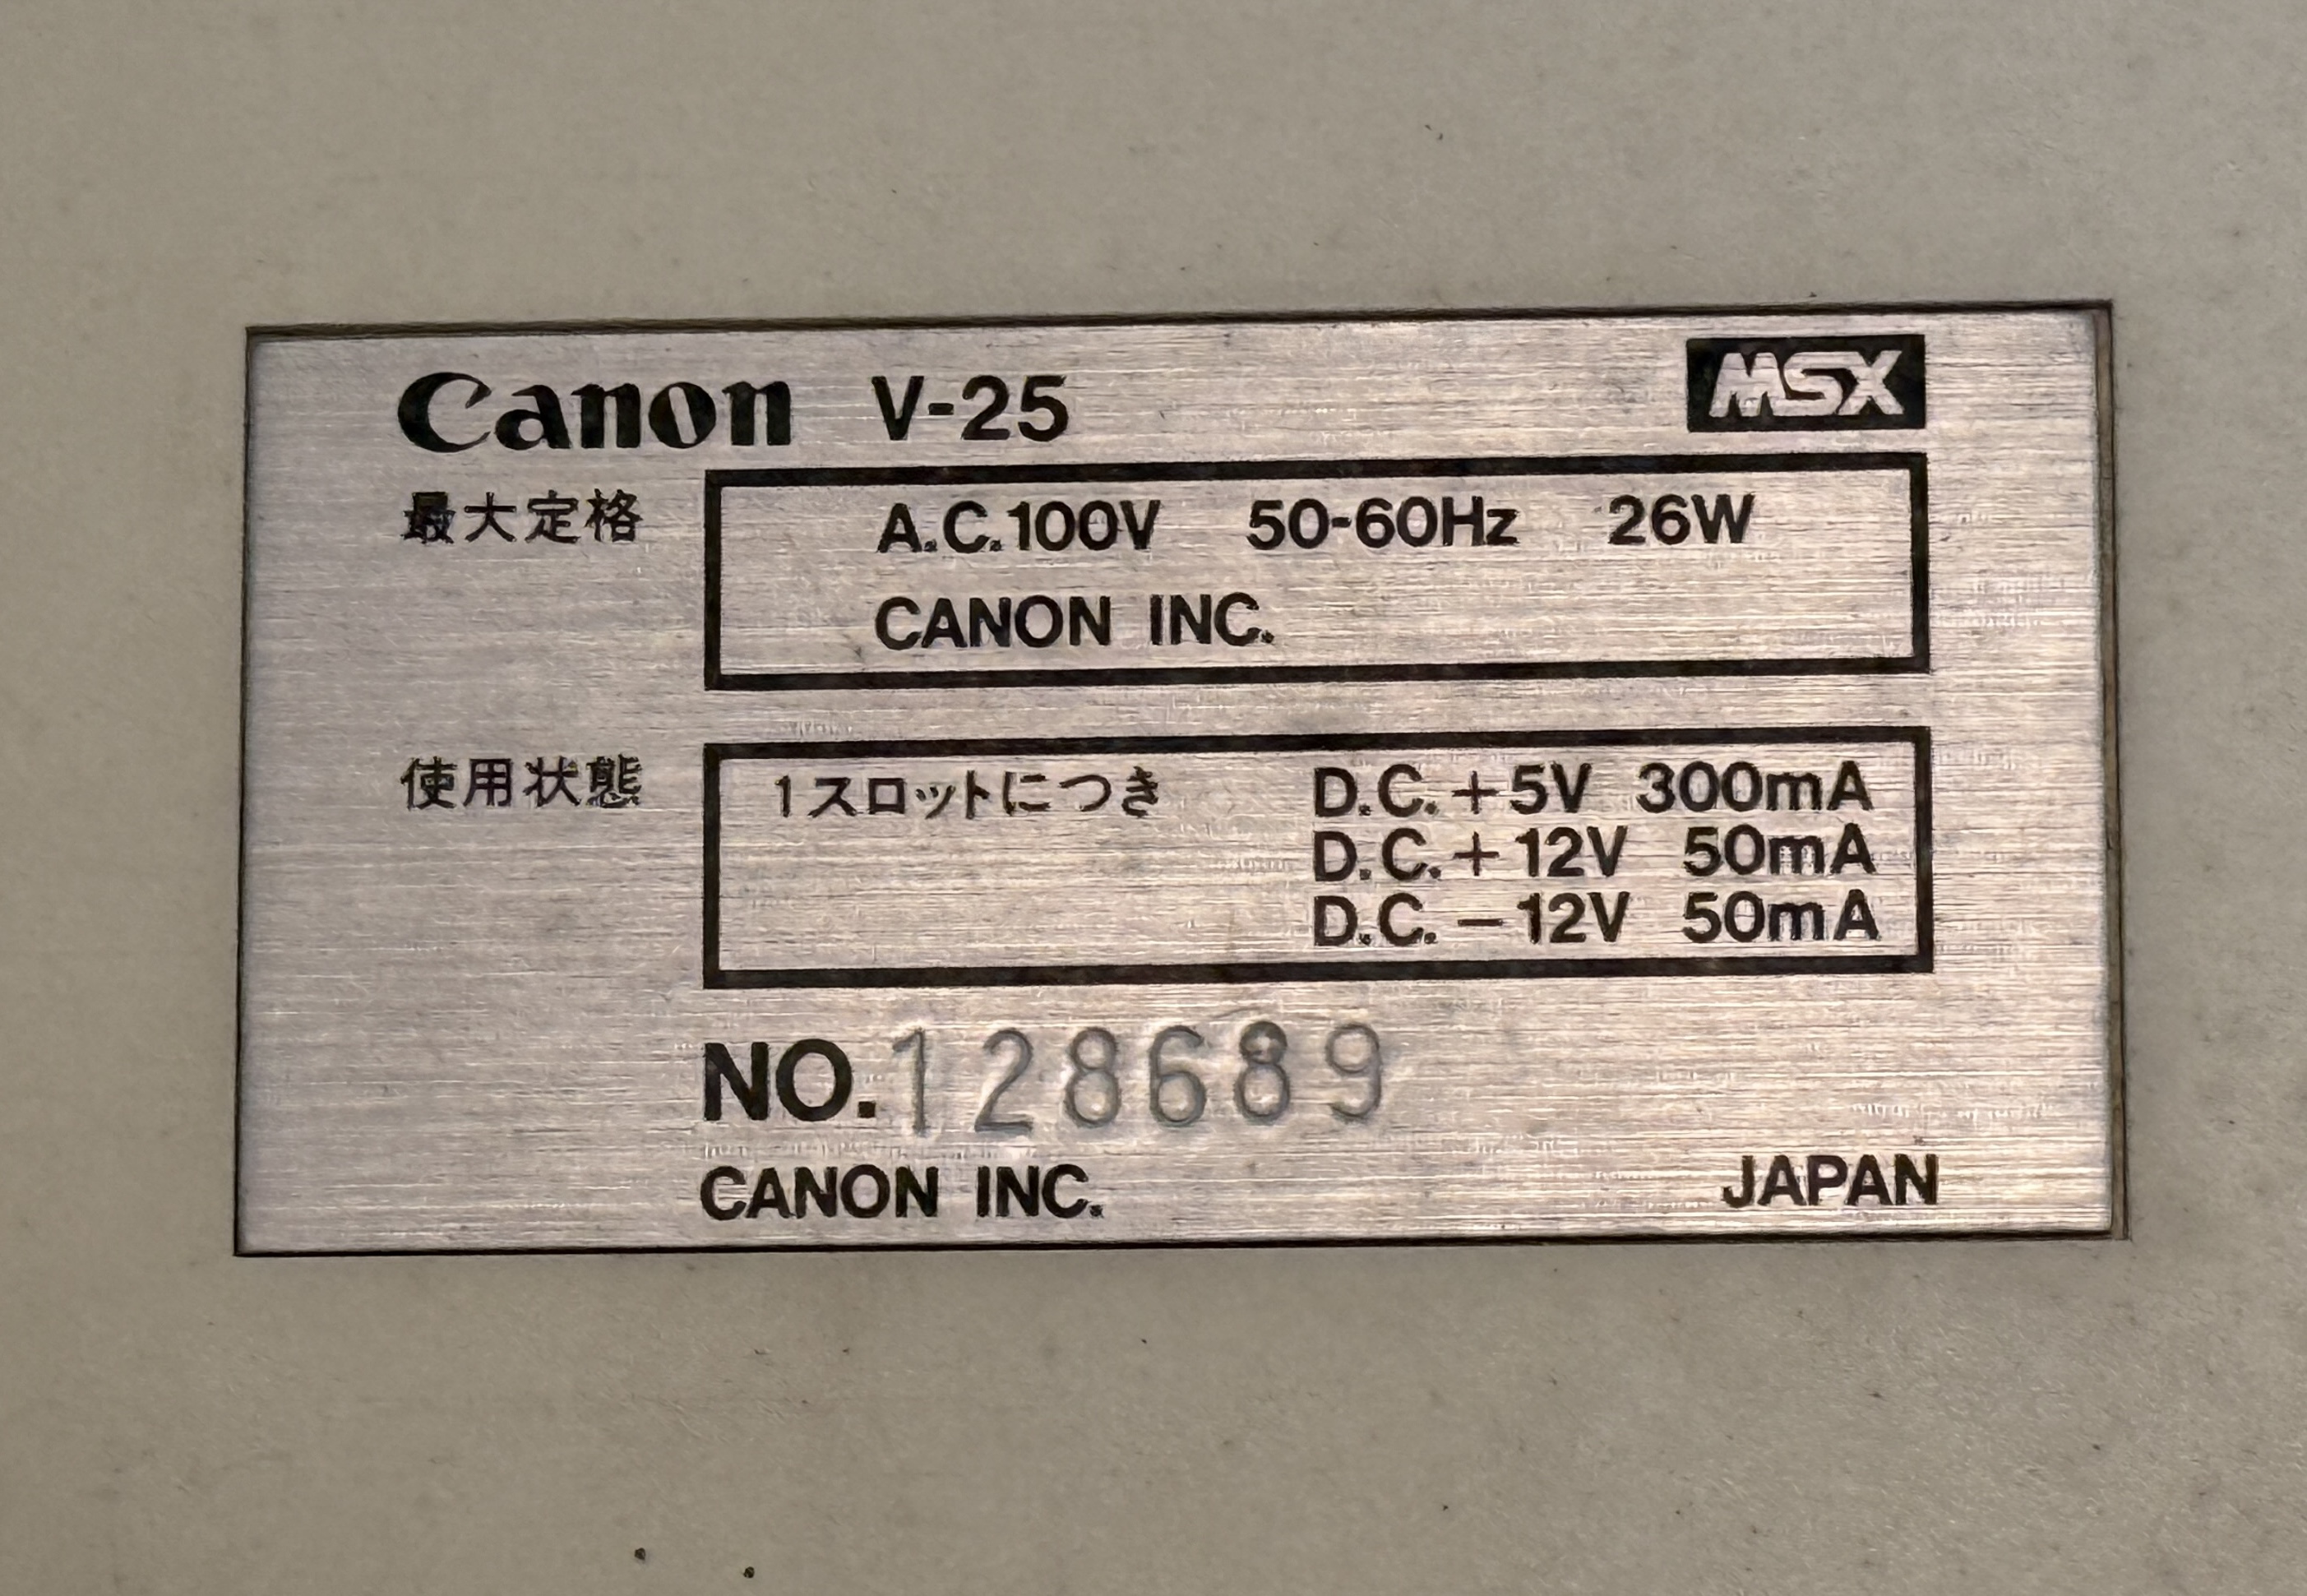 Canon V-25 MSX
最大定格 A.C.100V 50-60Hz 26W
CANON INC.
使用状態 1スロットにつき D.C.+5V 300mA
D.C.+12V 50mA
D.C.-12V 50mA
NO.128689
CANON INC. JAPAN